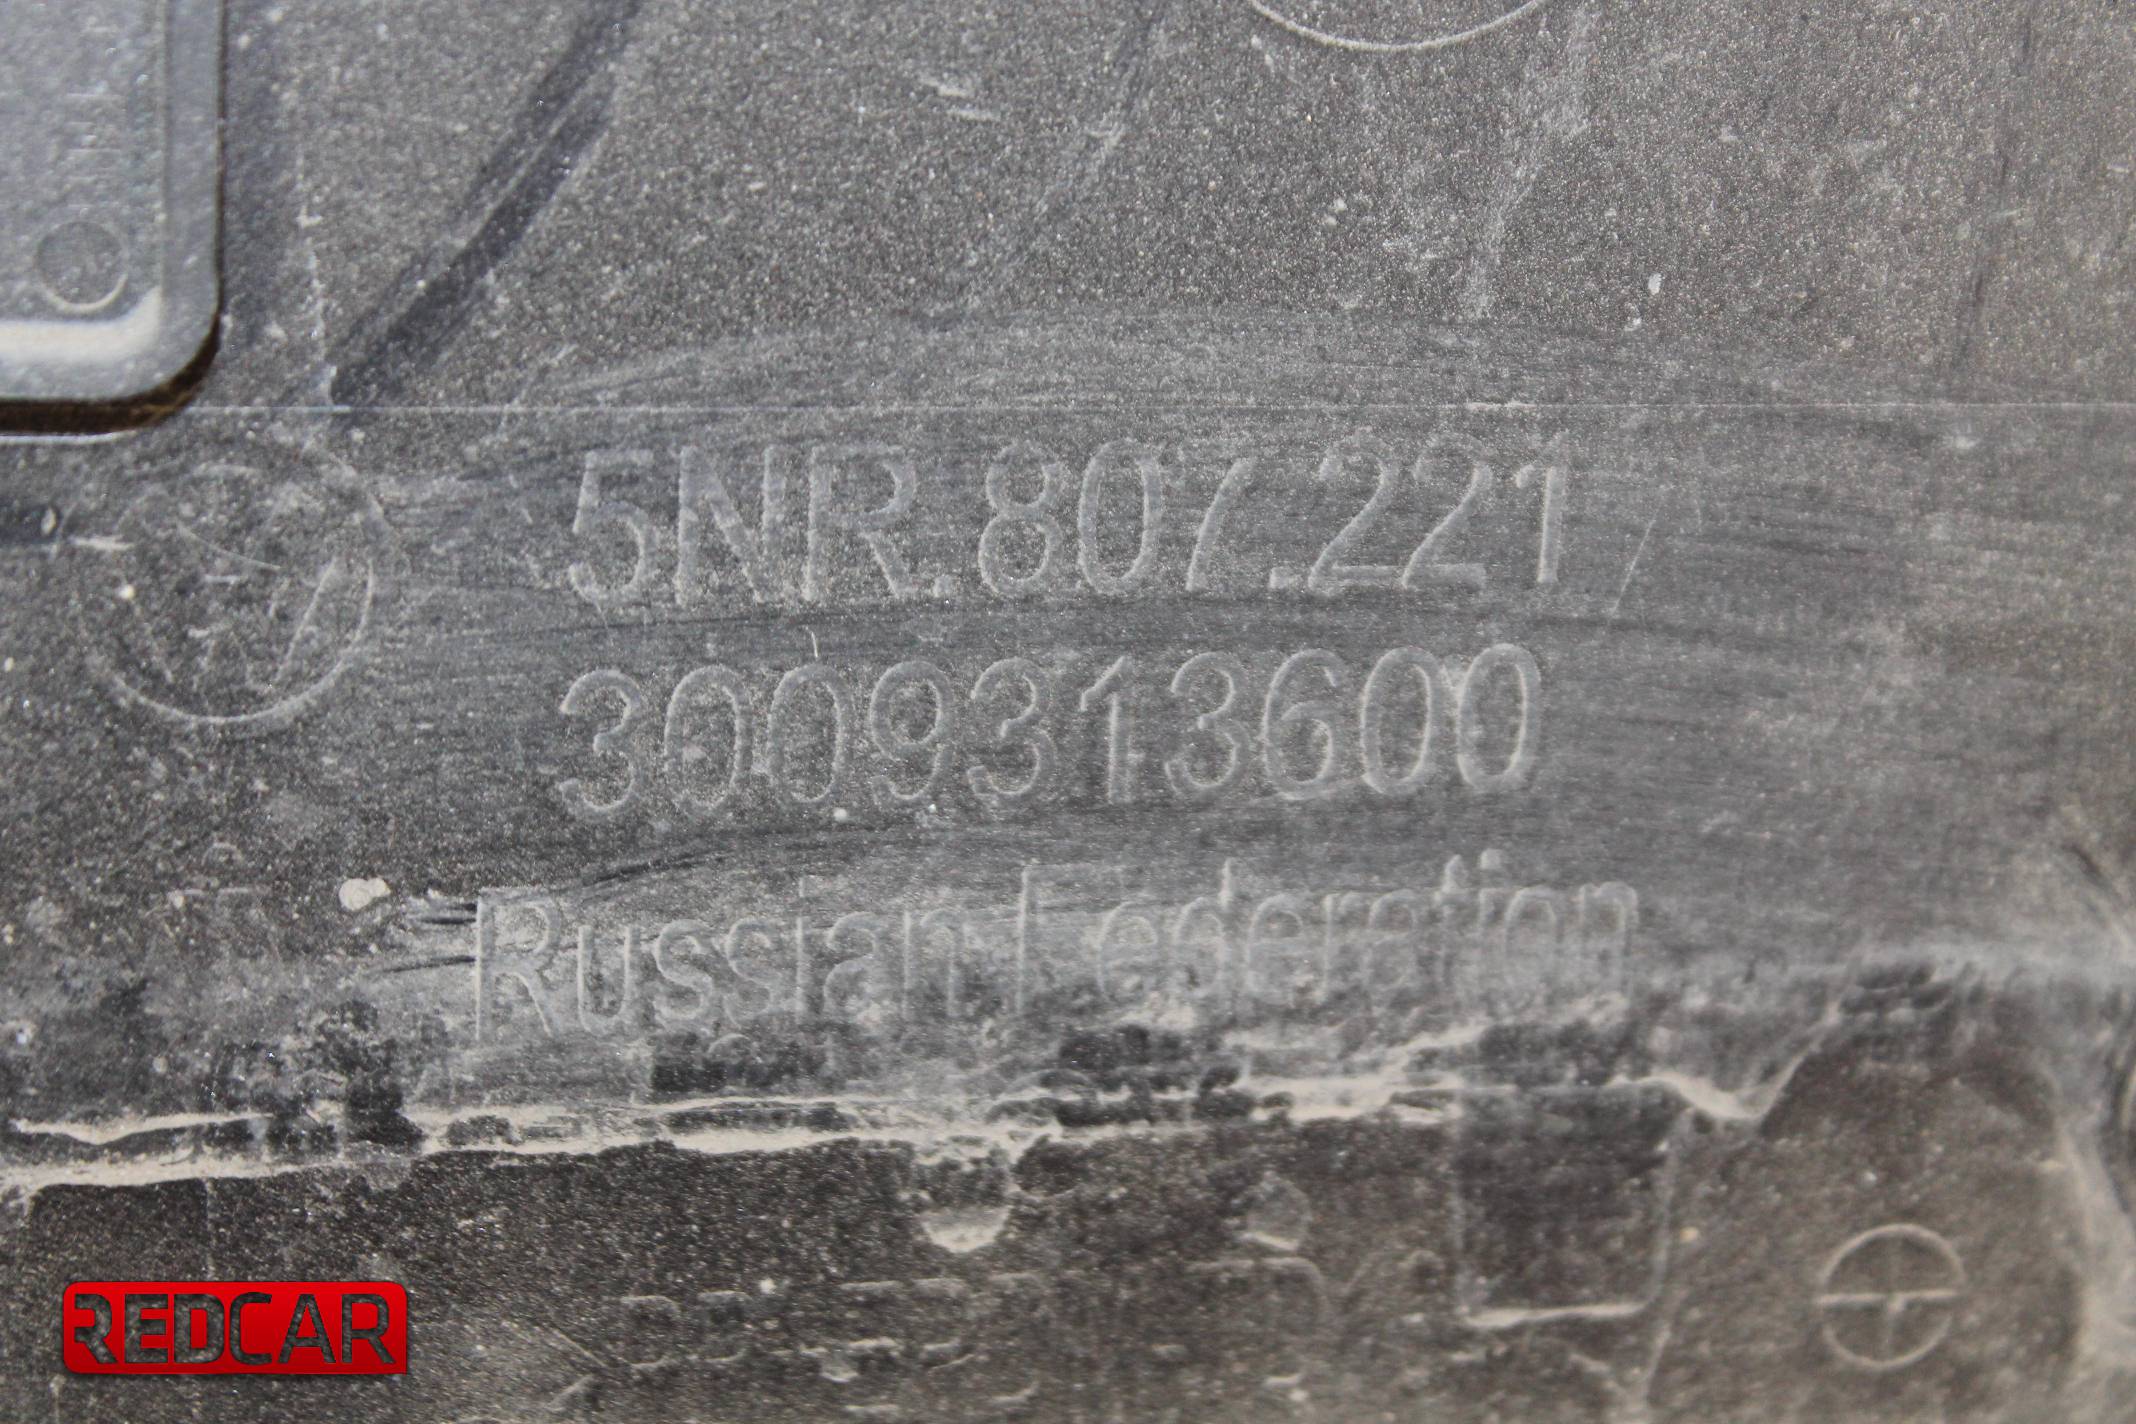 5NR.807.221
3009313600
Russian Federation
REDCAR